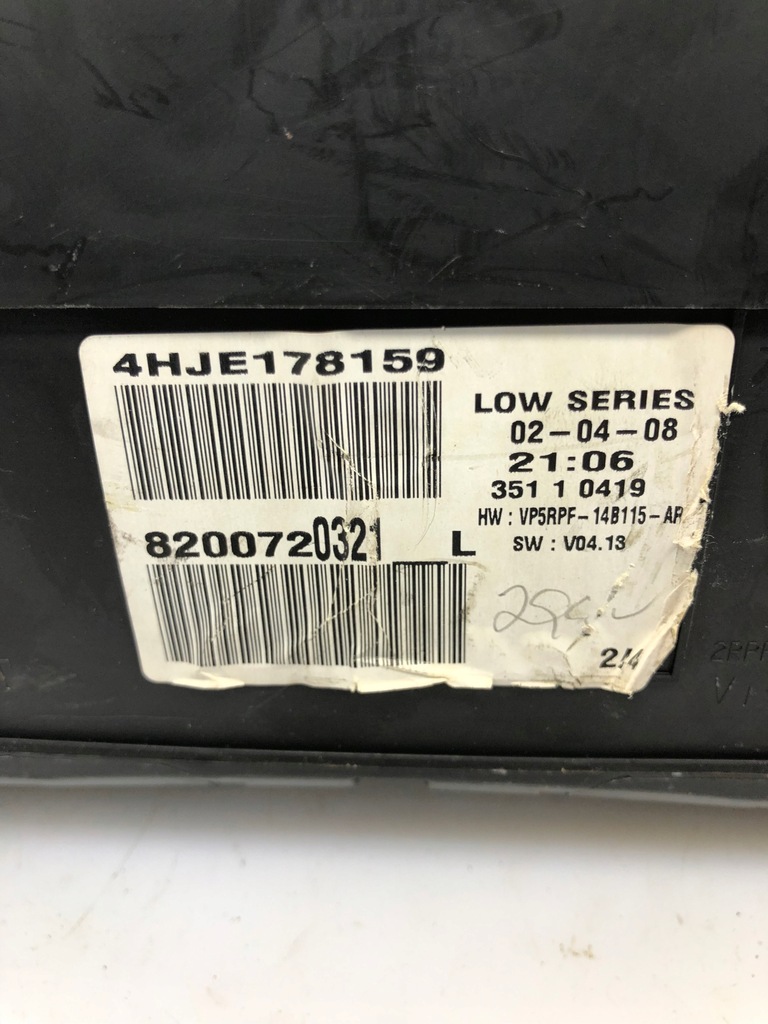 4HJE178159
LOW SERIES
02-04-08
21:06
351 1 0419
HW : VP5RPF-14B115-AR
SW : V04.13
8200720321 L
2/4